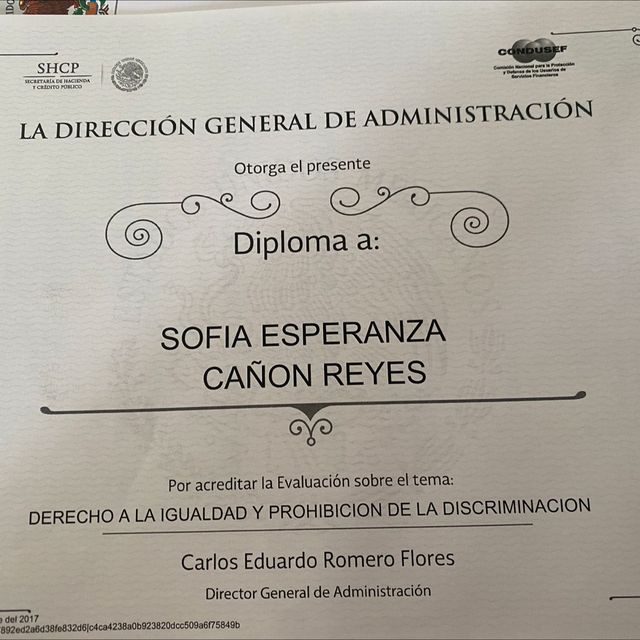 SHCP
SECRETARÍA DE HACIENDA
Y CRÉDITO PÚBLICO
CONDUSEF
Comisión Nacional para la Protección
y Defensa de los Usuarios de
Servicios Financieros
LA DIRECCIÓN GENERAL DE ADMINISTRACIÓN
Otorga el presente
Diploma a:
SOFIA ESPERANZA
CAÑON REYES
Por acreditar la Evaluación sobre el tema:
DERECHO A LA IGUALDAD Y PROHIBICION DE LA DISCRIMINACION
Carlos Eduardo Romero Flores
Director General de Administración
del 2017
892ed2a6d38fe832d6|c4ca4238a0b923820dcc509a6f75849b